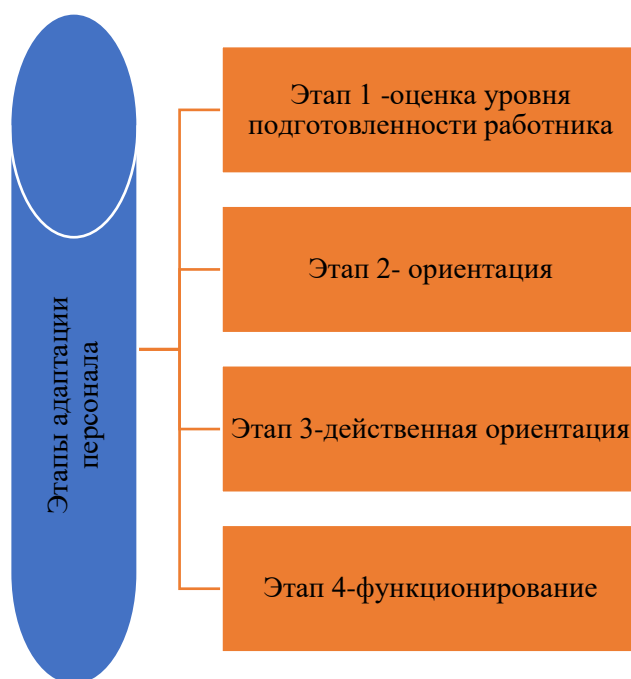 Этапы адаптации
персонала
Этап 1 -оценка уровня
подготовленности работника
Этап 2- ориентация
Этап 3-действенная ориентация
Этап 4-функционирование